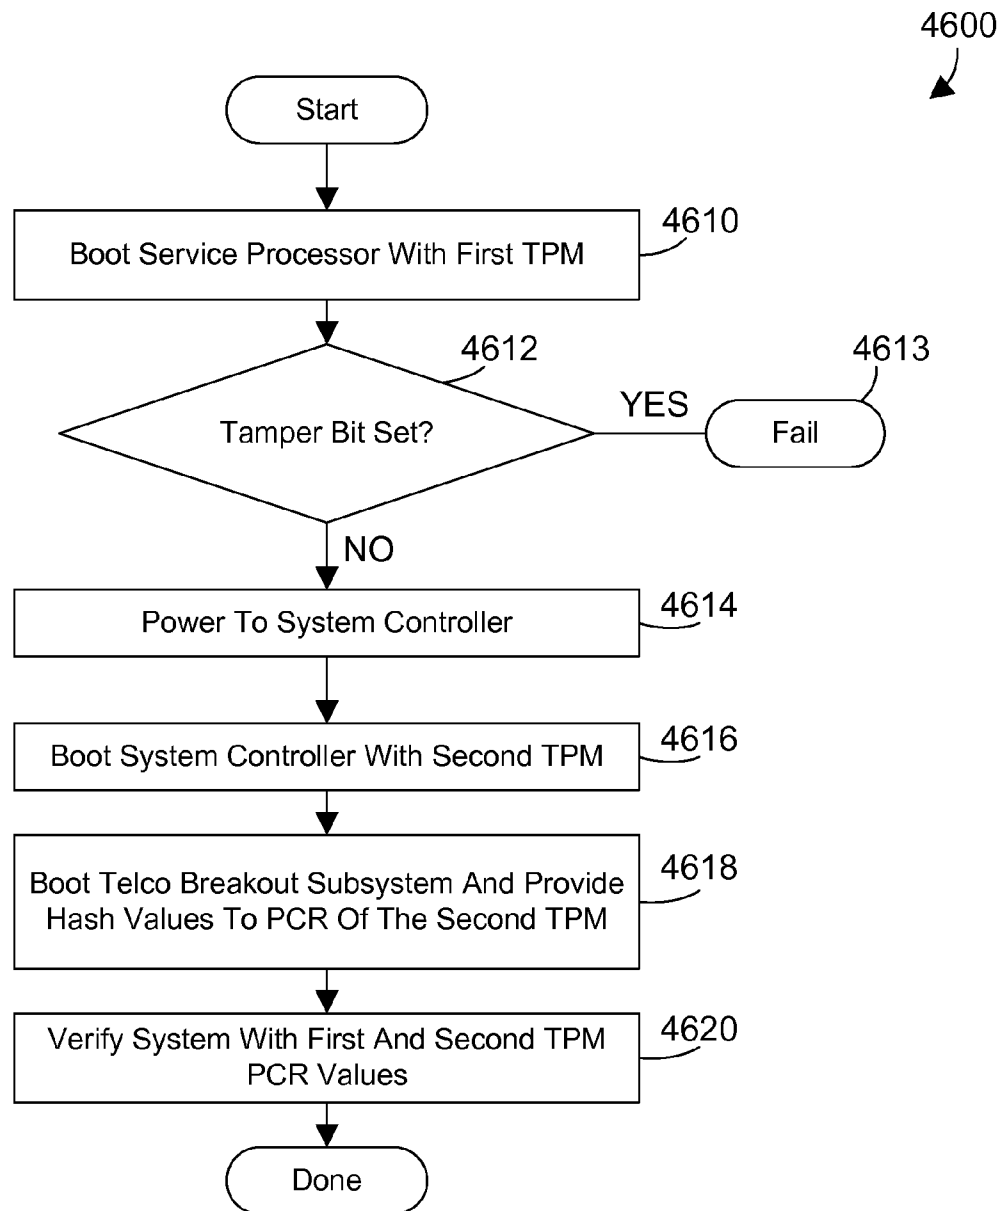 4600
Start
4610
Boot Service Processor With First TPM
4612
4613
Tamper Bit Set?
YES
Fail
NO
4614
Power To System Controller
4616
Boot System Controller With Second TPM
4618
Boot Telco Breakout Subsystem And Provide
Hash Values To PCR Of The Second TPM
4620
Verify System With First And Second TPM
PCR Values
Done